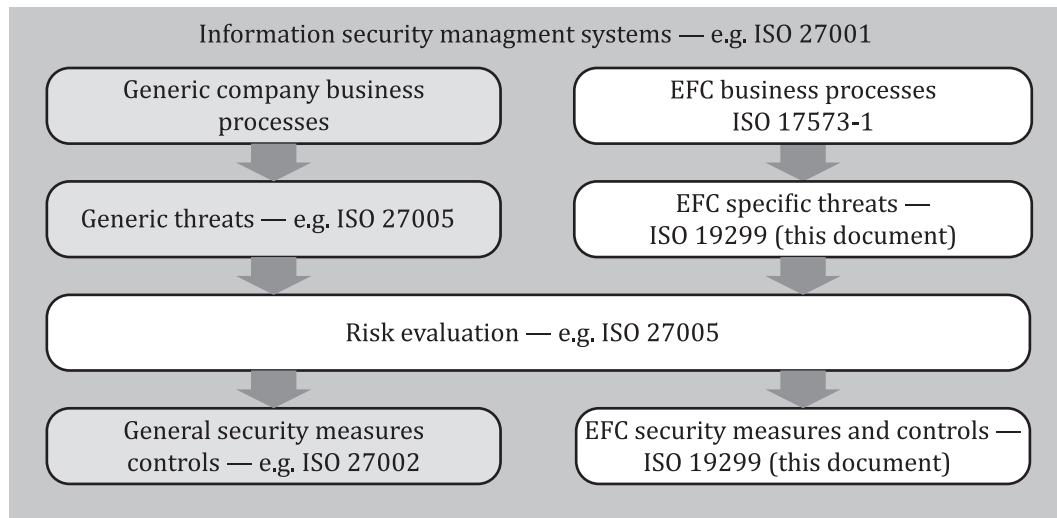 Information security managment systems — e.g. ISO 27001
Generic company business
processes
EFC business processes
ISO 17573-1
Generic threats — e.g. ISO 27005
EFC specific threats —
ISO 19299 (this document)
Risk evaluation — e.g. ISO 27005
General security measures
controls — e.g. ISO 27002
EFC security measures and controls —
ISO 19299 (this document)